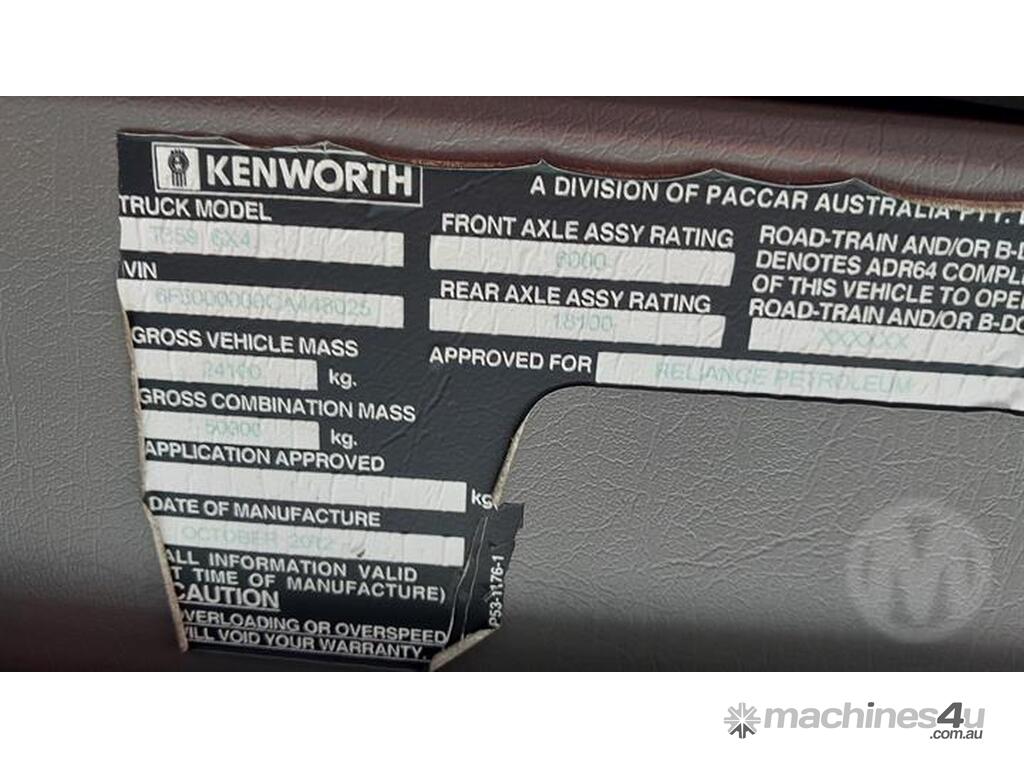 KENWORTH
A DIVISION OF PACCAR AUSTRALIA PTY.
TRUCK MODEL
T359 6X4
FRONT AXLE ASSY RATING
6000
ROAD-TRAIN AND/OR B-DO
DENOTES ADR64 COMPL
OF THIS VEHICLE TO OPE
ROAD-TRAIN AND/OR B-DO
XXXXXX
VIN
6F5000000CA448025
REAR AXLE ASSY RATING
18100
GROSS VEHICLE MASS
24100 kg.
APPROVED FOR RELIANCE PETROLEUM
GROSS COMBINATION MASS
50000 kg.
APPLICATION APPROVED
kg
DATE OF MANUFACTURE
OCTOBER 2012
ALL INFORMATION VALID
T TIME OF MANUFACTURE)
CAUTION
OVERLOADING OR OVERSPEED
WILL VOID YOUR WARRANTY.
P53-1176-1
machines4u
.com.au